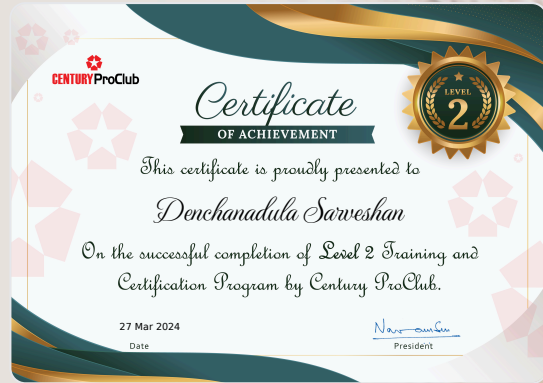 CENTURY ProClub
Certificate
OF ACHIEVEMENT
LEVEL
2
This certificate is proudly presented to
Denchanadula Sarveshan
On the successful completion of Level 2 Training and
Certification Program by Century ProClub.
27 Mar 2024
Date
President